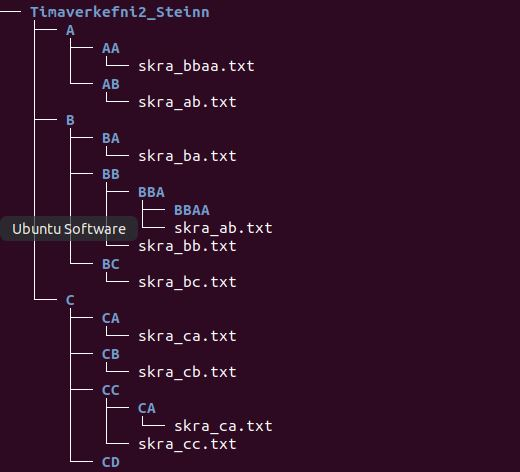 Timaverkefni2_Steinn
A
AA
skra_bbaa.txt
AB
skra_ab.txt
B
BA
skra_ba.txt
BB
BBA
BBAA
skra_ab.txt
Ubuntu Software
skra_bb.txt
BC
skra_bc.txt
C
CA
skra_ca.txt
CB
skra_cb.txt
CC
CA
skra_ca.txt
skra_cc.txt
CD